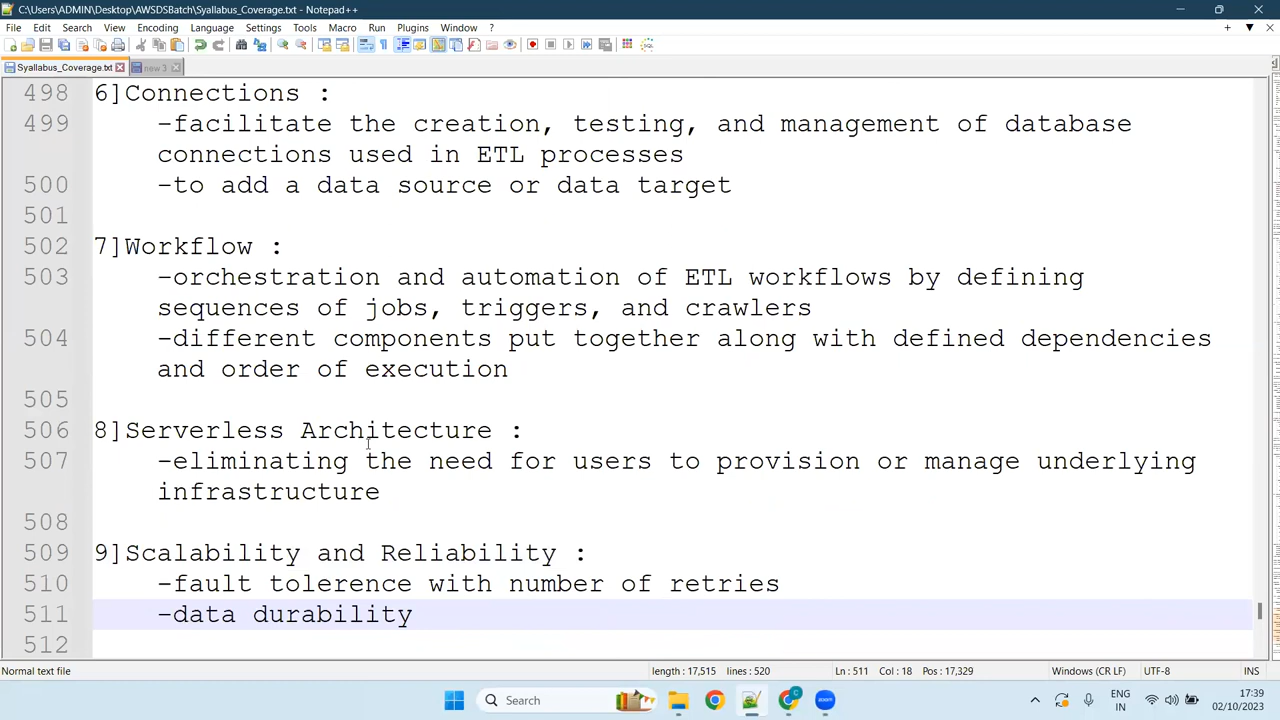 C:\Users\ADMIN\Desktop\AWSDSBatch\Syllabus_Coverage.txt - Notepad++
File Edit Search View Encoding Language Settings Tools Macro Run Plugins Window ?
Syallabus_Coverage.txt new 3
498 6]Connections :
499 -facilitate the creation, testing, and management of database
connections used in ETL processes
500 -to add a data source or data target
501
502 7]Workflow :
503 -orchestration and automation of ETL workflows by defining
sequences of jobs, triggers, and crawlers
504 -different components put together along with defined dependencies
and order of execution
505
506 8]Serverless Architecture :
507 -eliminating the need for users to provision or manage underlying
infrastructure
508
509 9]Scalability and Reliability :
510 -fault tolerence with number of retries
511 -data durability
512
Normal text file length : 17,515 lines : 520 Ln : 511 Col : 18 Pos : 17,329 Windows (CR LF) UTF-8 INS
Search
ENG
IN
17:39
02/10/2023